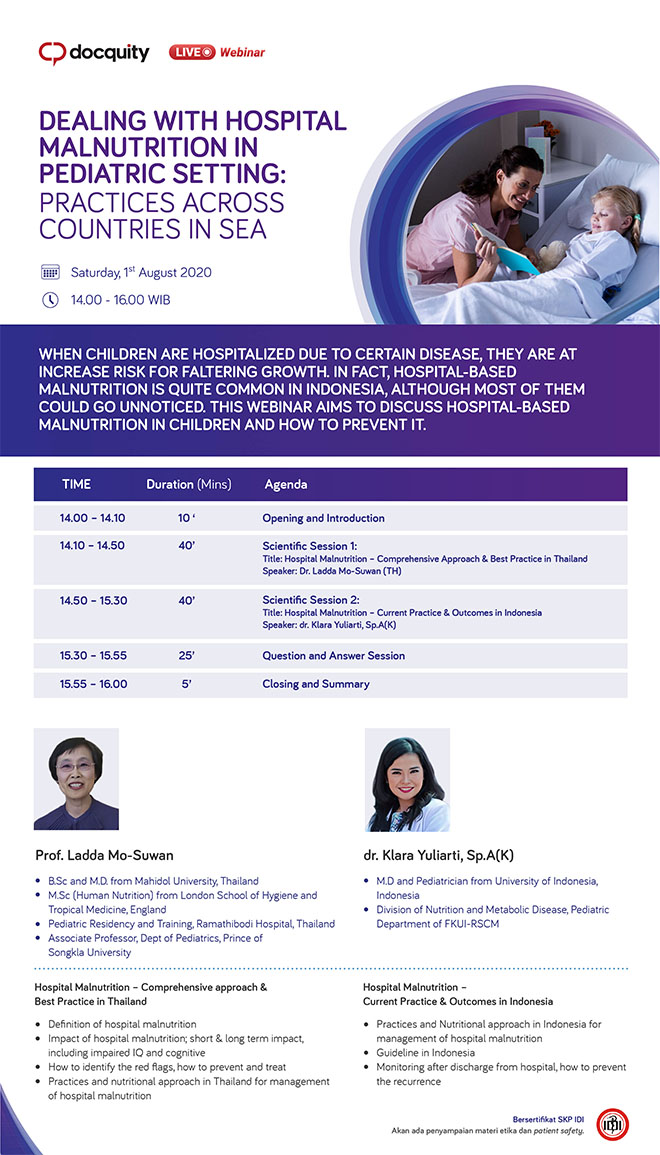 docquity LIVE Webinar
DEALING WITH HOSPITAL
MALNUTRITION IN
PEDIATRIC SETTING:
PRACTICES ACROSS
COUNTRIES IN SEA
Saturday, 1st August 2020
14.00 - 16.00 WIB
WHEN CHILDREN ARE HOSPITALIZED DUE TO CERTAIN DISEASE, THEY ARE AT
INCREASE RISK FOR FALTERING GROWTH. IN FACT, HOSPITAL-BASED
MALNUTRITION IS QUITE COMMON IN INDONESIA, ALTHOUGH MOST OF THEM
COULD GO UNNOTICED. THIS WEBINAR AIMS TO DISCUSS HOSPITAL-BASED
MALNUTRITION IN CHILDREN AND HOW TO PREVENT IT.
TIME Duration (Mins) Agenda
14.00 – 14.10 10 ‘ Opening and Introduction
14.10 – 14.50 40’ Scientific Session 1:
Title: Hospital Malnutrition – Comprehensive Approach & Best Practice in Thailand
Speaker: Dr. Ladda Mo-Suwan (TH)
14.50 – 15.30 40’ Scientific Session 2:
Title: Hospital Malnutrition – Current Practice & Outcomes in Indonesia
Speaker: dr. Klara Yuliarti, Sp.A(K)
15.30 – 15.55 25’ Question and Answer Session
15.55 – 16.00 5’ Closing and Summary
Prof. Ladda Mo-Suwan
• B.Sc and M.D. from Mahidol University, Thailand
• M.Sc (Human Nutrition) from London School of Hygiene and
Tropical Medicine, England
• Pediatric Residency and Training, Ramathibodi Hospital, Thailand
• Associate Professor, Dept of Pediatrics, Prince of
Songkla University
dr. Klara Yuliarti, Sp.A(K)
• M.D and Pediatrician from University of Indonesia,
Indonesia
• Division of Nutrition and Metabolic Disease, Pediatric
Department of FKUI-RSCM
Hospital Malnutrition – Comprehensive approach &
Best Practice in Thailand
• Definition of hospital malnutrition
• Impact of hospital malnutrition; short & long term impact,
including impaired IQ and cognitive
• How to identify the red flags, how to prevent and treat
• Practices and nutritional approach in Thailand for management
of hospital malnutrition
Hospital Malnutrition –
Current Practice & Outcomes in Indonesia
• Practices and Nutritional approach in Indonesia for
management of hospital malnutrition
• Guideline in Indonesia
• Monitoring after discharge from hospital, how to prevent
the recurrence
Bersertifikat SKP IDI
Akan ada penyampaian materi etika dan patient safety.
IDI